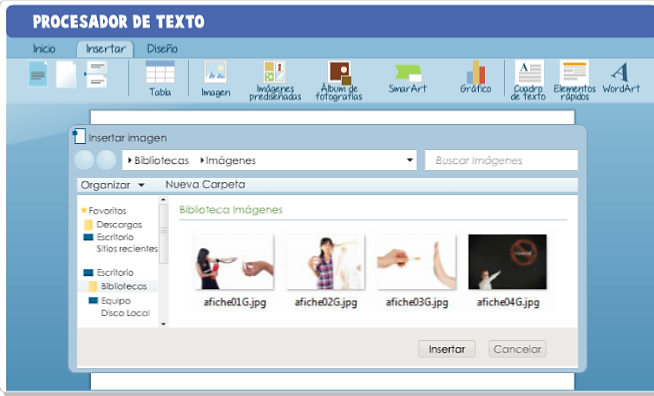 PROCESADOR DE TEXTO
Inicio Insertar Diseño
Tabla Imagen Imágenes prediseñadas Álbum de fotografías SmarArt Gráfico Cuadro de texto Elementos rápidos WordArt
Insertar imagen
Bibliotecas Imágenes Buscar Imágenes
Organizar Nueva Carpeta
Favoritos
Descargas
Escritorio
Sitios recientes
Escritorio
Bibliotecas
Equipo
Disco Local
Biblioteca Imágenes
afiche01G.jpg afiche02G.jpg afiche03G.jpg afiche04G.jpg
Insertar Cancelar